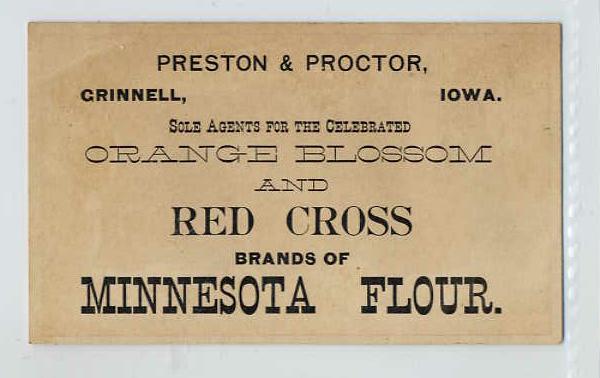 PRESTON & PROCTOR,
GRINNELL, IOWA.
SOLE AGENTS FOR THE CELEBRATED
ORANGE BLOSSOM
AND
RED CROSS
BRANDS OF
MINNESOTA FLOUR.